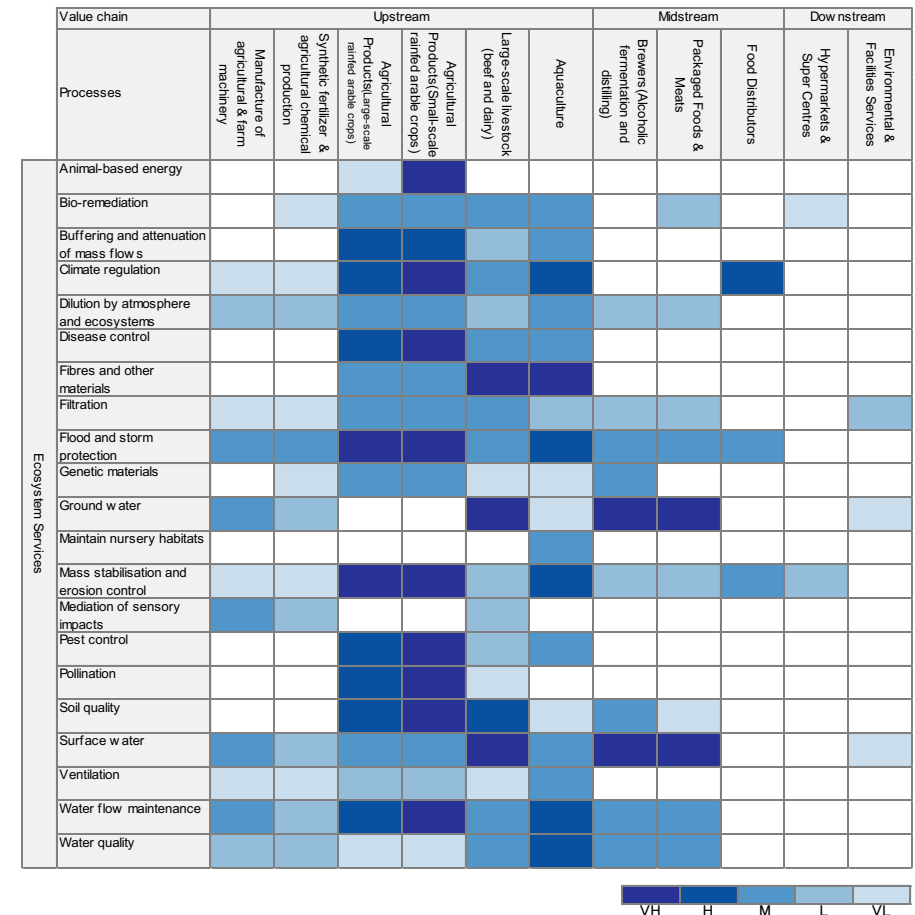 Value chain
Upstream
Midstream
Downstream
Processes
Manufacture of
agricultural & farm
machinery
Synthetic fertilizer &
agricultural chemical
production
Agricultural
Products(Large-scale
rainfed arable crops)
Agricultural
Products(Small-scale
rainfed arable crops)
Large-scale livestock
(beef and dairy)
Aquaculture
Brewers(Alcoholic
fermentation and
distilling)
Packaged Foods &
Meats
Food Distributors
Hypermarkets &
Super Centres
Environmental &
Facilities Services
Ecosystem Services
Animal-based energy
Bio-remediation
Buffering and attenuation
of mass flows
Climate regulation
Dilution by atmosphere
and ecosystems
Disease control
Fibres and other
materials
Filtration
Flood and storm
protection
Genetic materials
Ground water
Maintain nursery habitats
Mass stabilisation and
erosion control
Mediation of sensory
impacts
Pest control
Pollination
Soil quality
Surface water
Ventilation
Water flow maintenance
Water quality
VH
H
M
L
VL